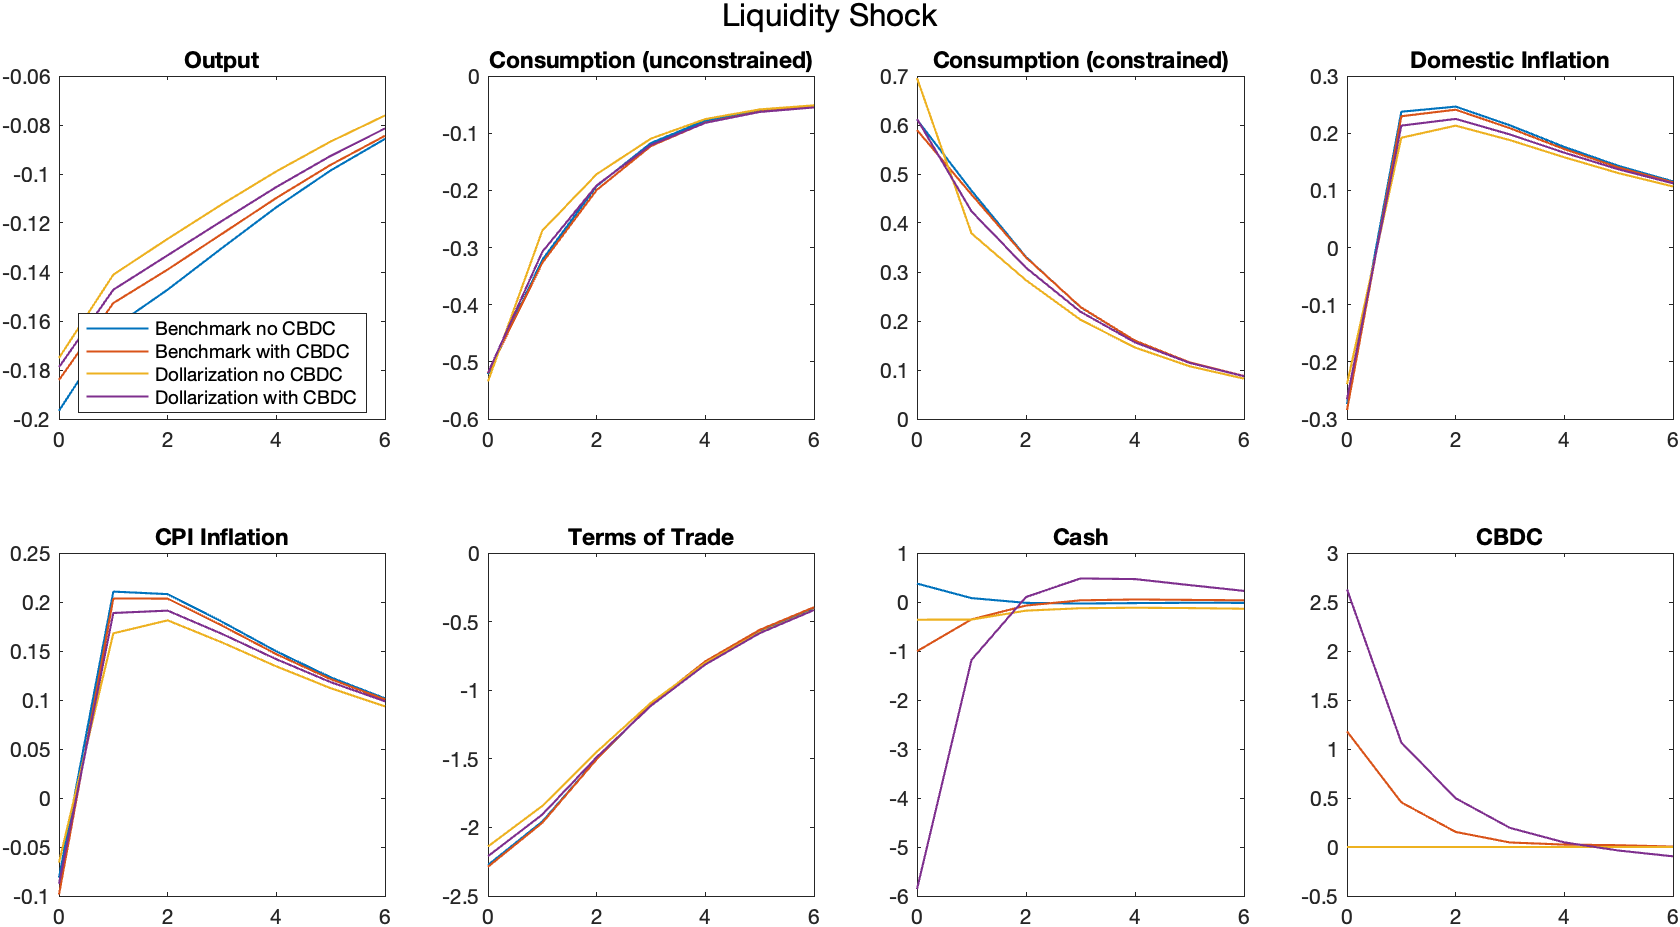 Liquidity Shock
Output
-0.06
-0.08
-0.1
-0.12
-0.14
-0.16
-0.18
-0.2
0 2 4 6
Benchmark no CBDC
Benchmark with CBDC
Dollarization no CBDC
Dollarization with CBDC
Consumption (unconstrained)
0
-0.1
-0.2
-0.3
-0.4
-0.5
-0.6
0 2 4 6
Consumption (constrained)
0.7
0.6
0.5
0.4
0.3
0.2
0.1
0
0 2 4 6
Domestic Inflation
0.3
0.2
0.1
0
-0.1
-0.2
-0.3
0 2 4 6
CPI Inflation
0.25
0.2
0.15
0.1
0.05
0
-0.05
-0.1
0 2 4 6
Terms of Trade
0
-0.5
-1
-1.5
-2
-2.5
0 2 4 6
Cash
1
0
-1
-2
-3
-4
-5
-6
0 2 4 6
CBDC
3
2.5
2
1.5
1
0.5
0
-0.5
0 2 4 6